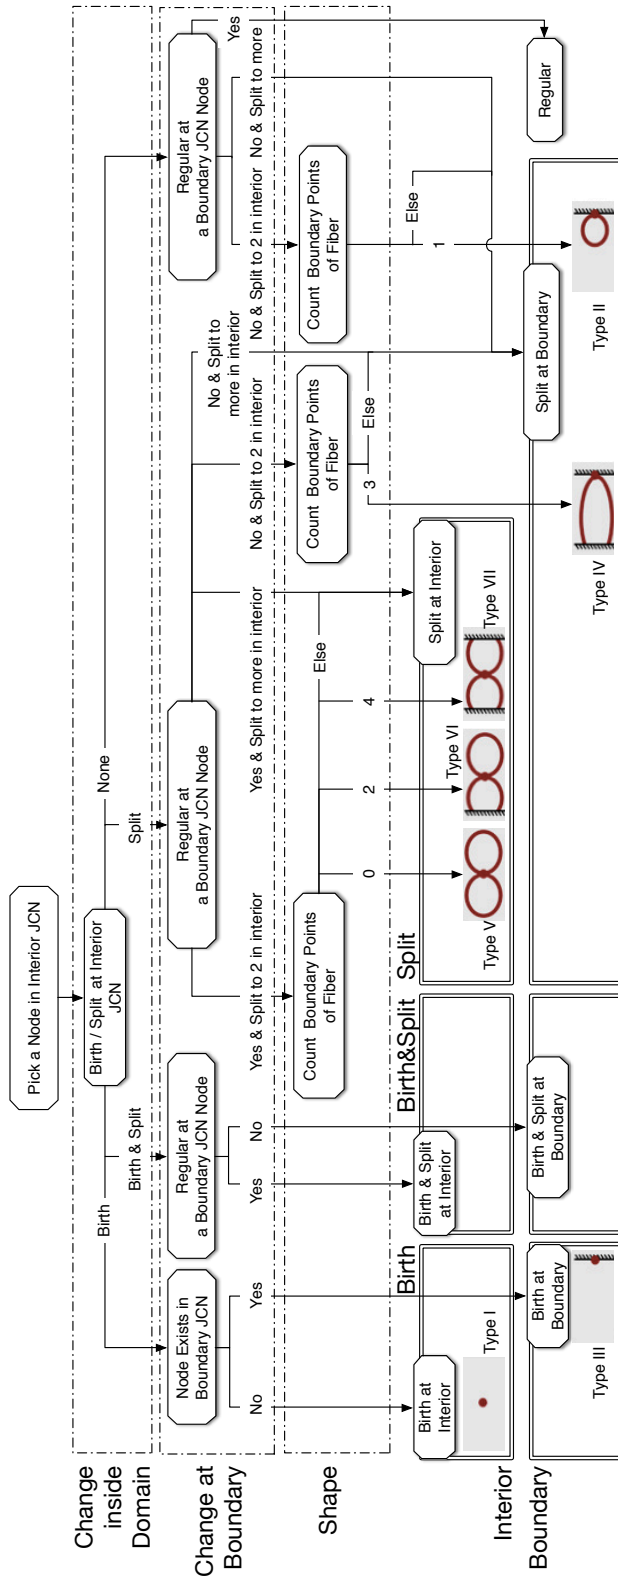 Pick a Node in Interior JCN
Change
inside
Domain
Birth / Split at Interior
JCN
Birth
Birth & Split
Split
None
Change at
Boundary
Node Exists in
Boundary JCN
Regular at
a Boundary JCN Node
Regular at
a Boundary JCN Node
Regular at
a Boundary JCN Node
No
Yes
Yes
No
Yes & Split to 2 in interior
Yes & Split to more in interior
No & Split to 2 in interior
No & Split to
more in interior
No & Split to 2 in interior
No & Split to more
Yes
Shape
Count Boundary Points
of Fiber
Count Boundary Points
of Fiber
Count Boundary Points
of Fiber
0
2
4
Else
3
Else
1
Else
Interior
Birth
Birth at
Interior
Type I
Birth&Split
Birth & Split
at Interior
Split
Split at Interior
Type V
Type VI
Type VII
Boundary
Birth at
Boundary
Type III
Birth & Split at
Boundary
Split at Boundary
Type IV
Type II
Regular